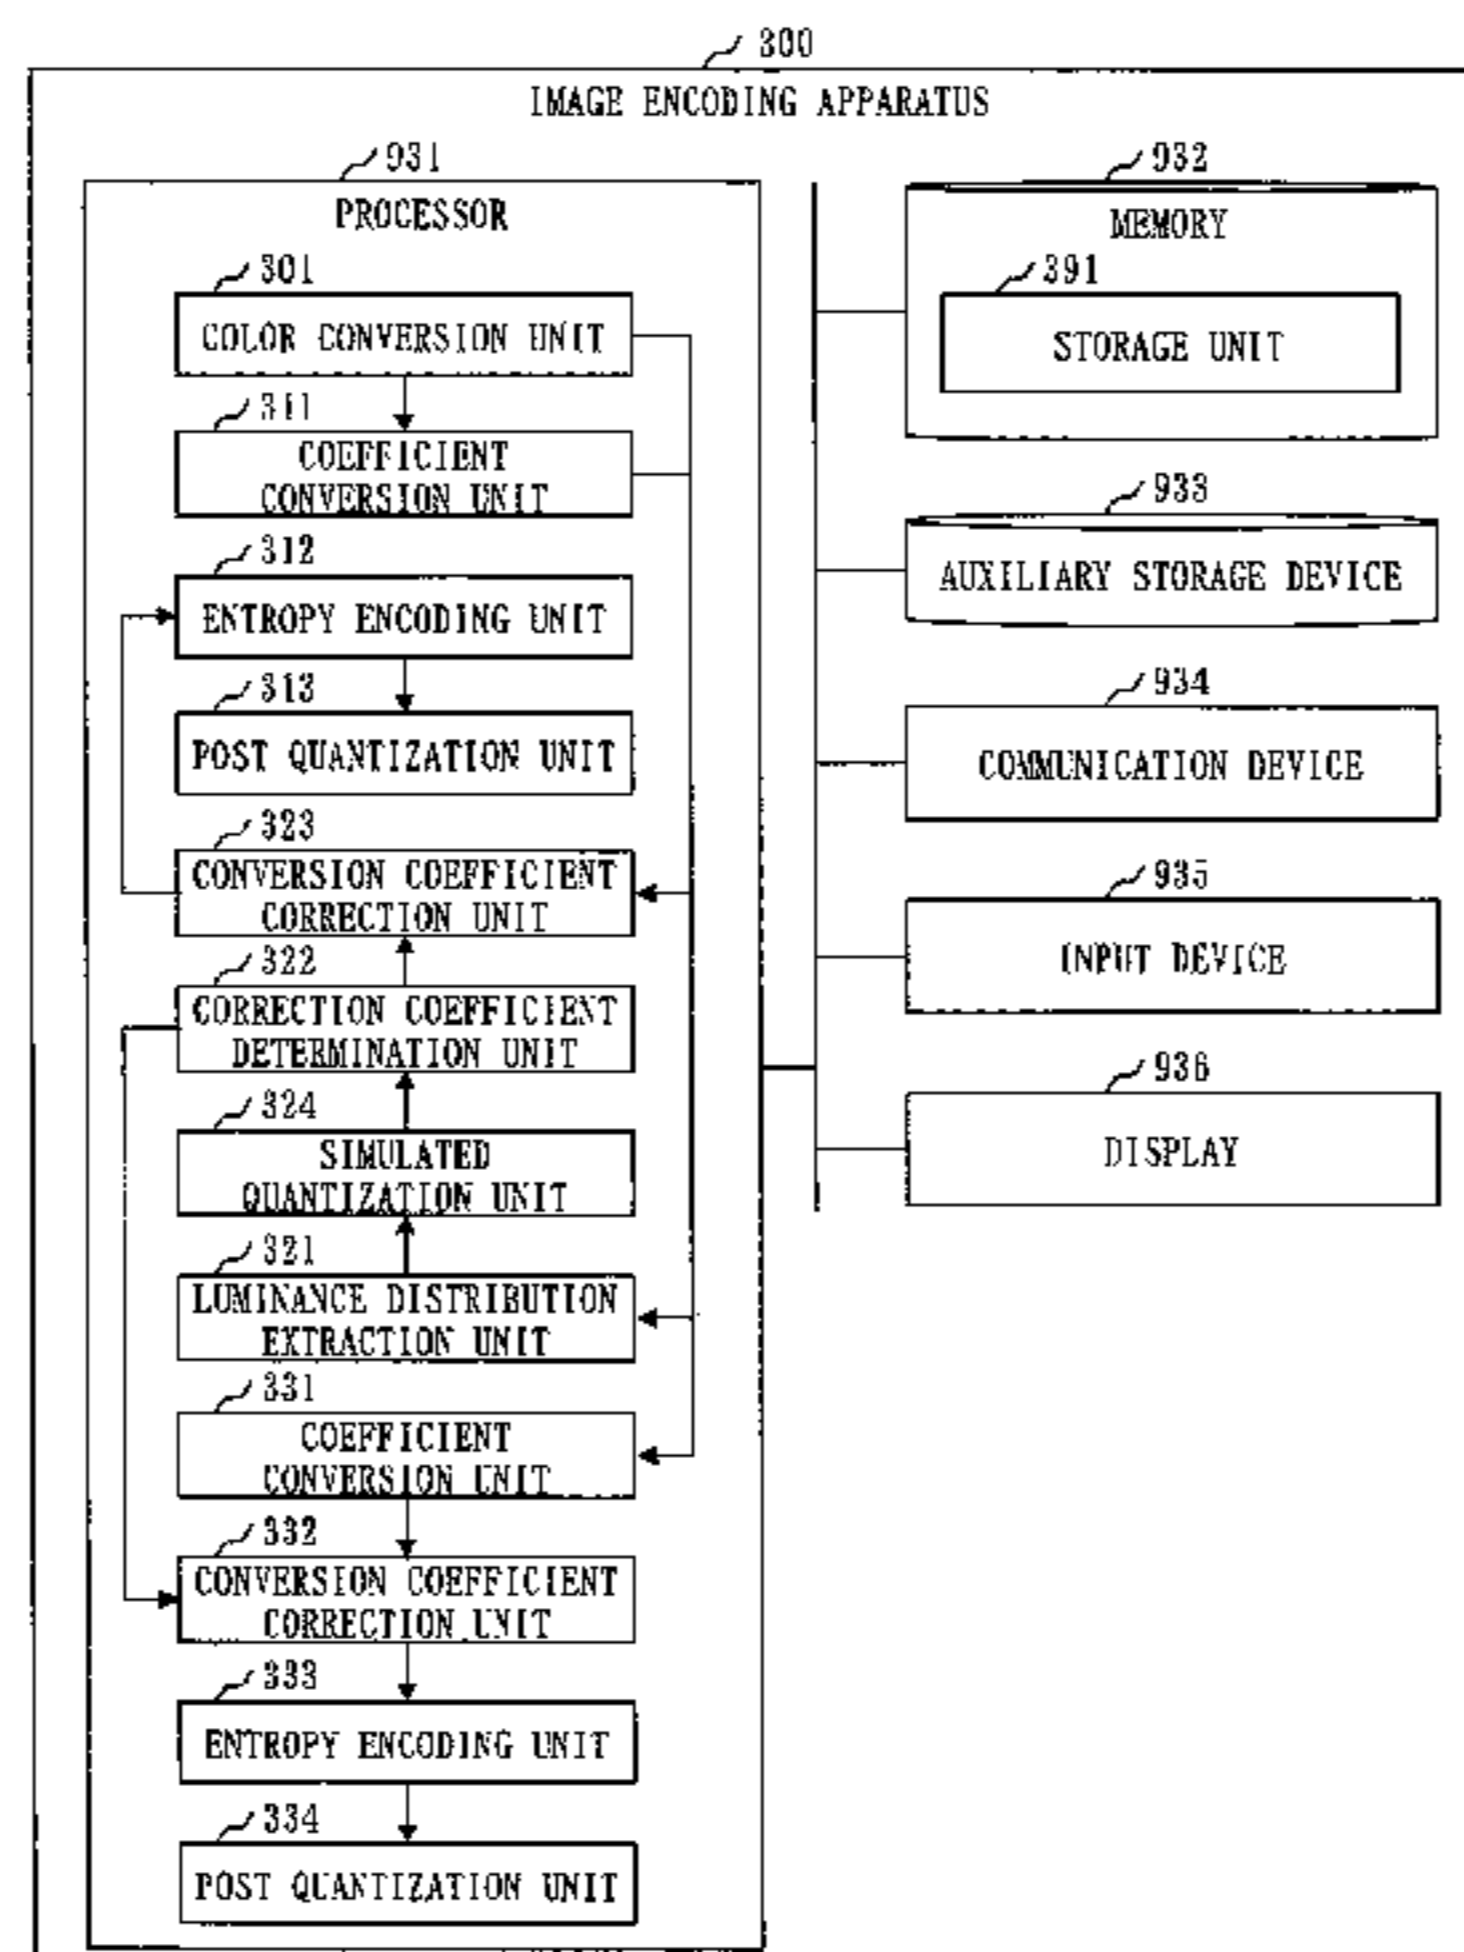 300
IMAGE ENCODING APPARATUS
931
PROCESSOR
301
COLOR CONVERSION UNIT
311
COEFFICIENT
CONVERSION UNIT
312
ENTROPY ENCODING UNIT
313
POST QUANTIZATION UNIT
323
CONVERSION COEFFICIENT
CORRECTION UNIT
322
CORRECTION COEFFICIENT
DETERMINATION UNIT
324
SIMULATED
QUANTIZATION UNIT
321
LUMINANCE DISTRIBUTION
EXTRACTION UNIT
331
COEFFICIENT
CONVERSION UNIT
332
CONVERSION COEFFICIENT
CORRECTION UNIT
333
ENTROPY ENCODING UNIT
334
POST QUANTIZATION UNIT
932
MEMORY
391
STORAGE UNIT
933
AUXILIARY STORAGE DEVICE
934
COMMUNICATION DEVICE
935
INPUT DEVICE
936
DISPLAY